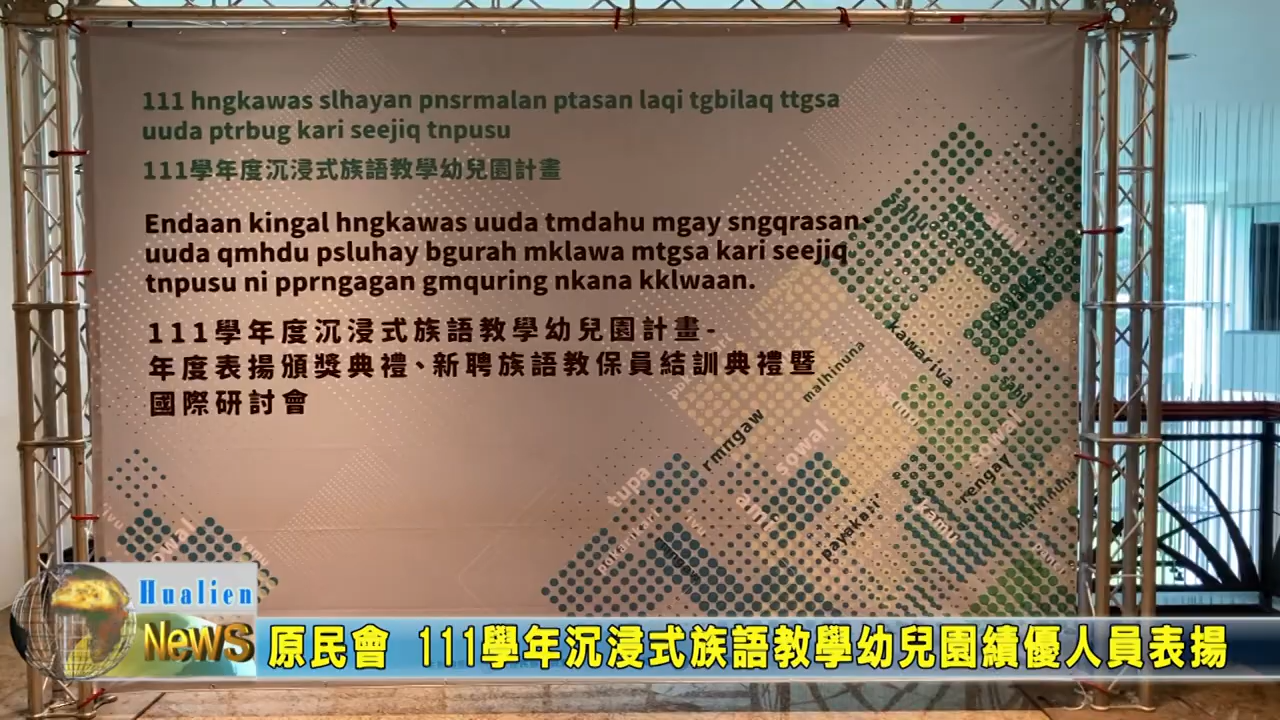 111 hngkawas slhayan pnsrmalan ptasan laqi tgbilaq ttgsa
uuda ptrbug kari seejiq tnpusu
111學年度沉浸式族語教學幼兒園計畫
Endaan kingal hngkawas uuda tmdahu mgay sngqrasan-
uuda qmhdu psluhay bgurah mklawa mtgsa kari seejiq
tnpusu ni pprngagan gmquring nkana kklwaan.
111學年度沉浸式族語教學幼兒園計畫-
年度表揚頒獎典禮、新聘族語教保員結訓典禮暨
國際研討會
kawariva
malhinuna
rmngaw
sowal
sowal
rengay
tupa
payakari
kamu
malhinuna
sowal
Hualien
News
原民會 111學年沉浸式族語教學幼兒園績優人員表揚